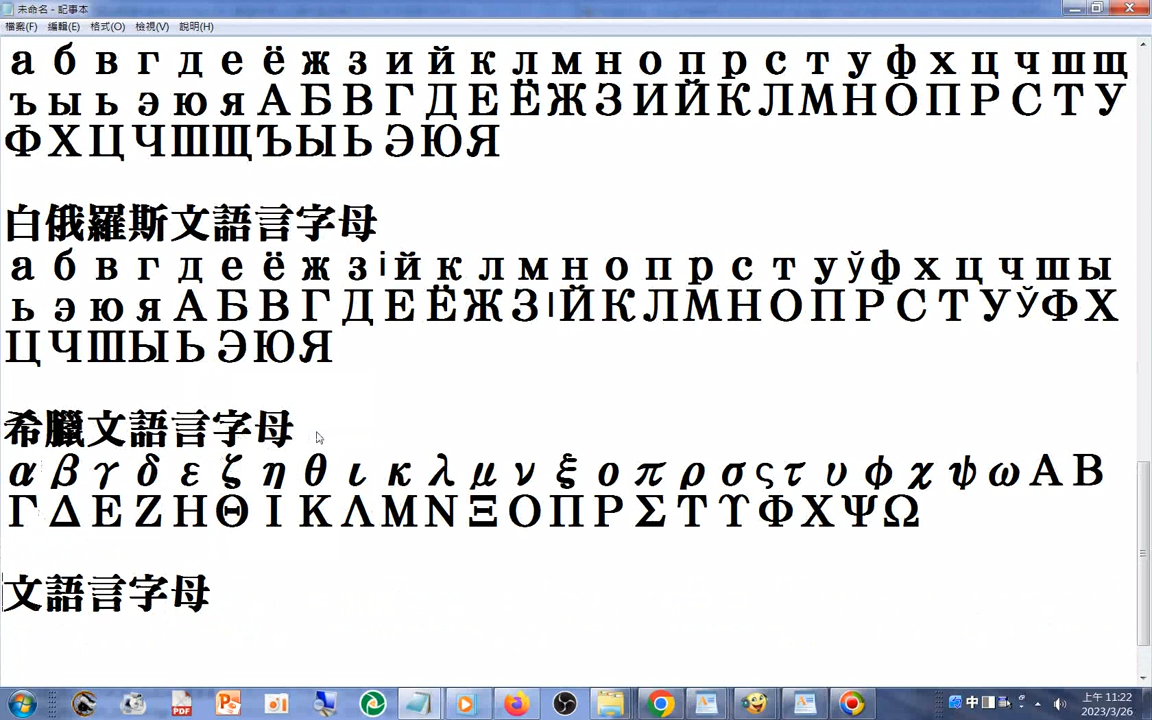 未命名 - 記事本
檔案(F) 編輯(E) 格式(O) 檢視(V) 說明(H)
а б в г д е ё ж з и й к л м н о п р с т у ф х ц ч ш щ
ъ ы ь э ю я А Б В Г Д Е Ё Ж З И Й К Л М Н О П Р С Т У
Ф Х Ц Ч Ш Щ Ъ Ы Ь Э Ю Я
白俄羅斯文語言字母
а б в г д е ё ж з і й к л м н о п р с т у ў ф х ц ч ш ы
ь э ю я А Б В Г Д Е Ё Ж З І Й К Л М Н О П Р С Т У Ў Ф Х
Ц Ч Ш Ы Ь Э Ю Я
希臘文語言字母
α β γ δ ε ζ η θ ι κ λ μ ν ξ ο π ρ σ ς τ υ φ χ ψ ω Α Β
Γ Δ Ε Ζ Η Θ Ι Κ Λ Μ Ν Ξ Ο Π Ρ Σ Τ Υ Φ Χ Ψ Ω
文語言字母
PDF
中
上午 11:22
2023/3/26